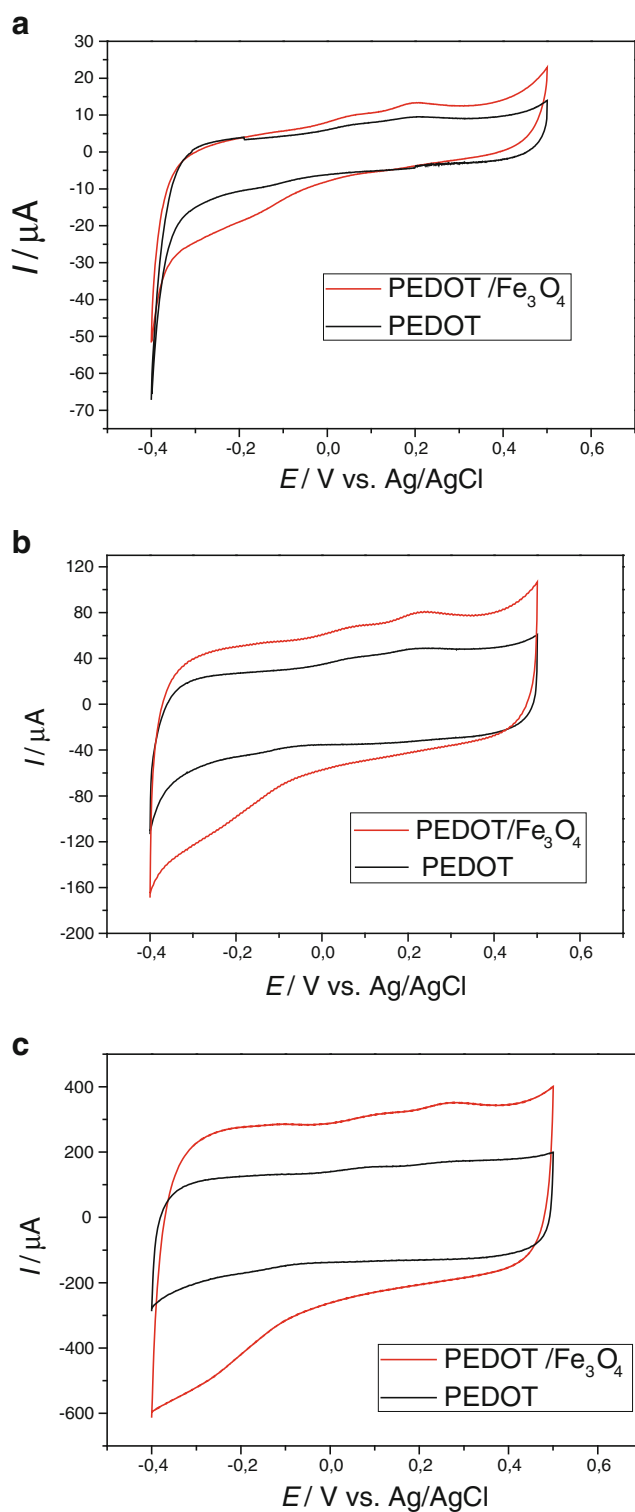 a
30
20
10
0
-10
-20
-30
-40
-50
-60
-70
I / µA
PEDOT /Fe₃O₄
PEDOT
-0,4 -0,2 0,0 0,2 0,4 0,6
E / V vs. Ag/AgCl
b
120
80
40
0
-40
-80
-120
-160
-200
I / µA
PEDOT/Fe₃O₄
PEDOT
-0,4 -0,2 0,0 0,2 0,4 0,6
E / V vs. Ag/AgCl
c
400
200
0
-200
-400
-600
I / µA
PEDOT /Fe₃O₄
PEDOT
-0,4 -0,2 0,0 0,2 0,4 0,6
E / V vs. Ag/AgCl